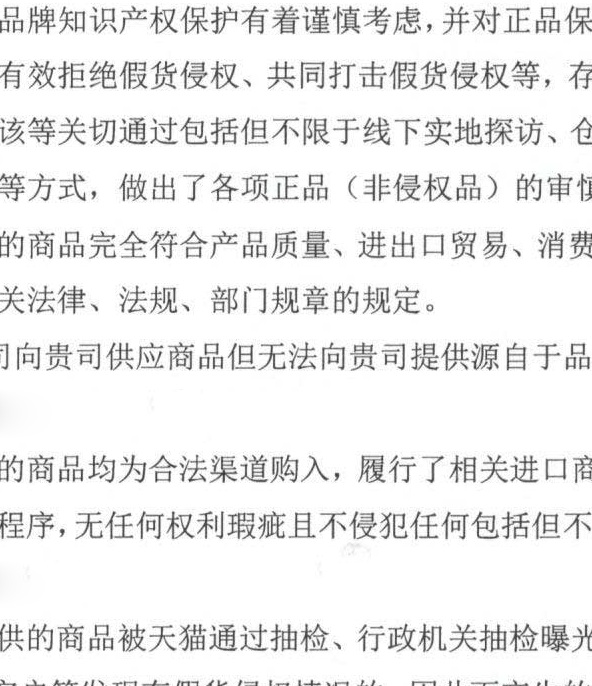 品牌知识产权保护有着谨慎考虑，并对正品保
有效拒绝假货侵权、共同打击假货侵权等，存
该等关切通过包括但不限于线下实地探访、仓
等方式，做出了各项正品（非侵权品）的审慎
的商品完全符合产品质量、进出口贸易、消费
关法律、法规、部门规章的规定。
司向贵司供应商品但无法向贵司提供源自于品
的商品均为合法渠道购入，履行了相关进口商
程序，无任何权利瑕疵且不侵犯任何包括但不
供的商品被天猫通过抽检、行政机关抽检曝光